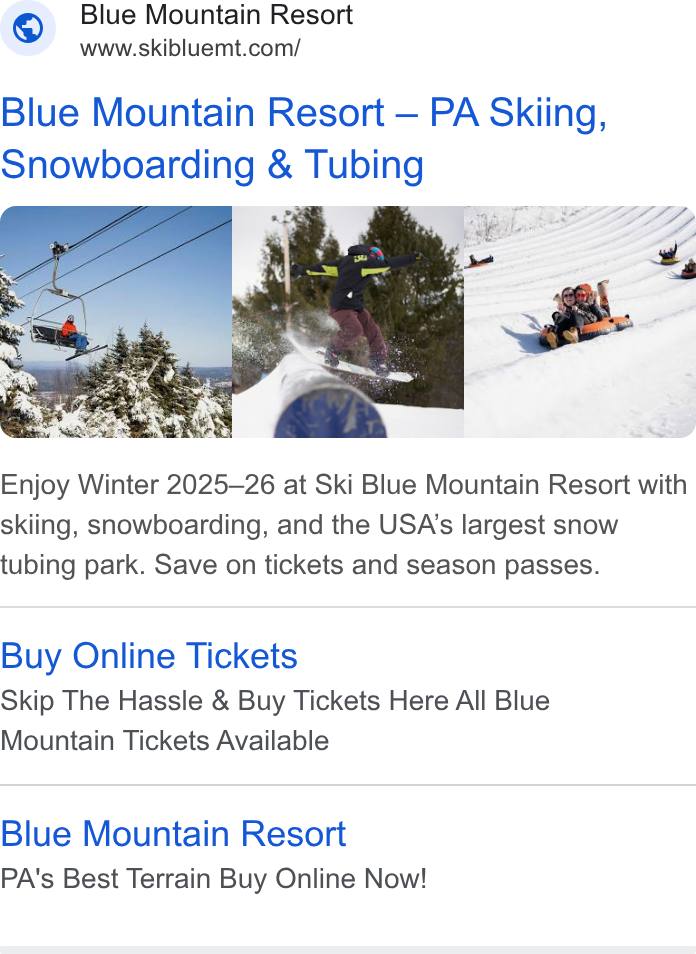 Blue Mountain Resort
www.skibluemt.com/
Blue Mountain Resort – PA Skiing,
Snowboarding & Tubing
Enjoy Winter 2025–26 at Ski Blue Mountain Resort with
skiing, snowboarding, and the USA’s largest snow
tubing park. Save on tickets and season passes.
Buy Online Tickets
Skip The Hassle & Buy Tickets Here All Blue
Mountain Tickets Available
Blue Mountain Resort
PA's Best Terrain Buy Online Now!